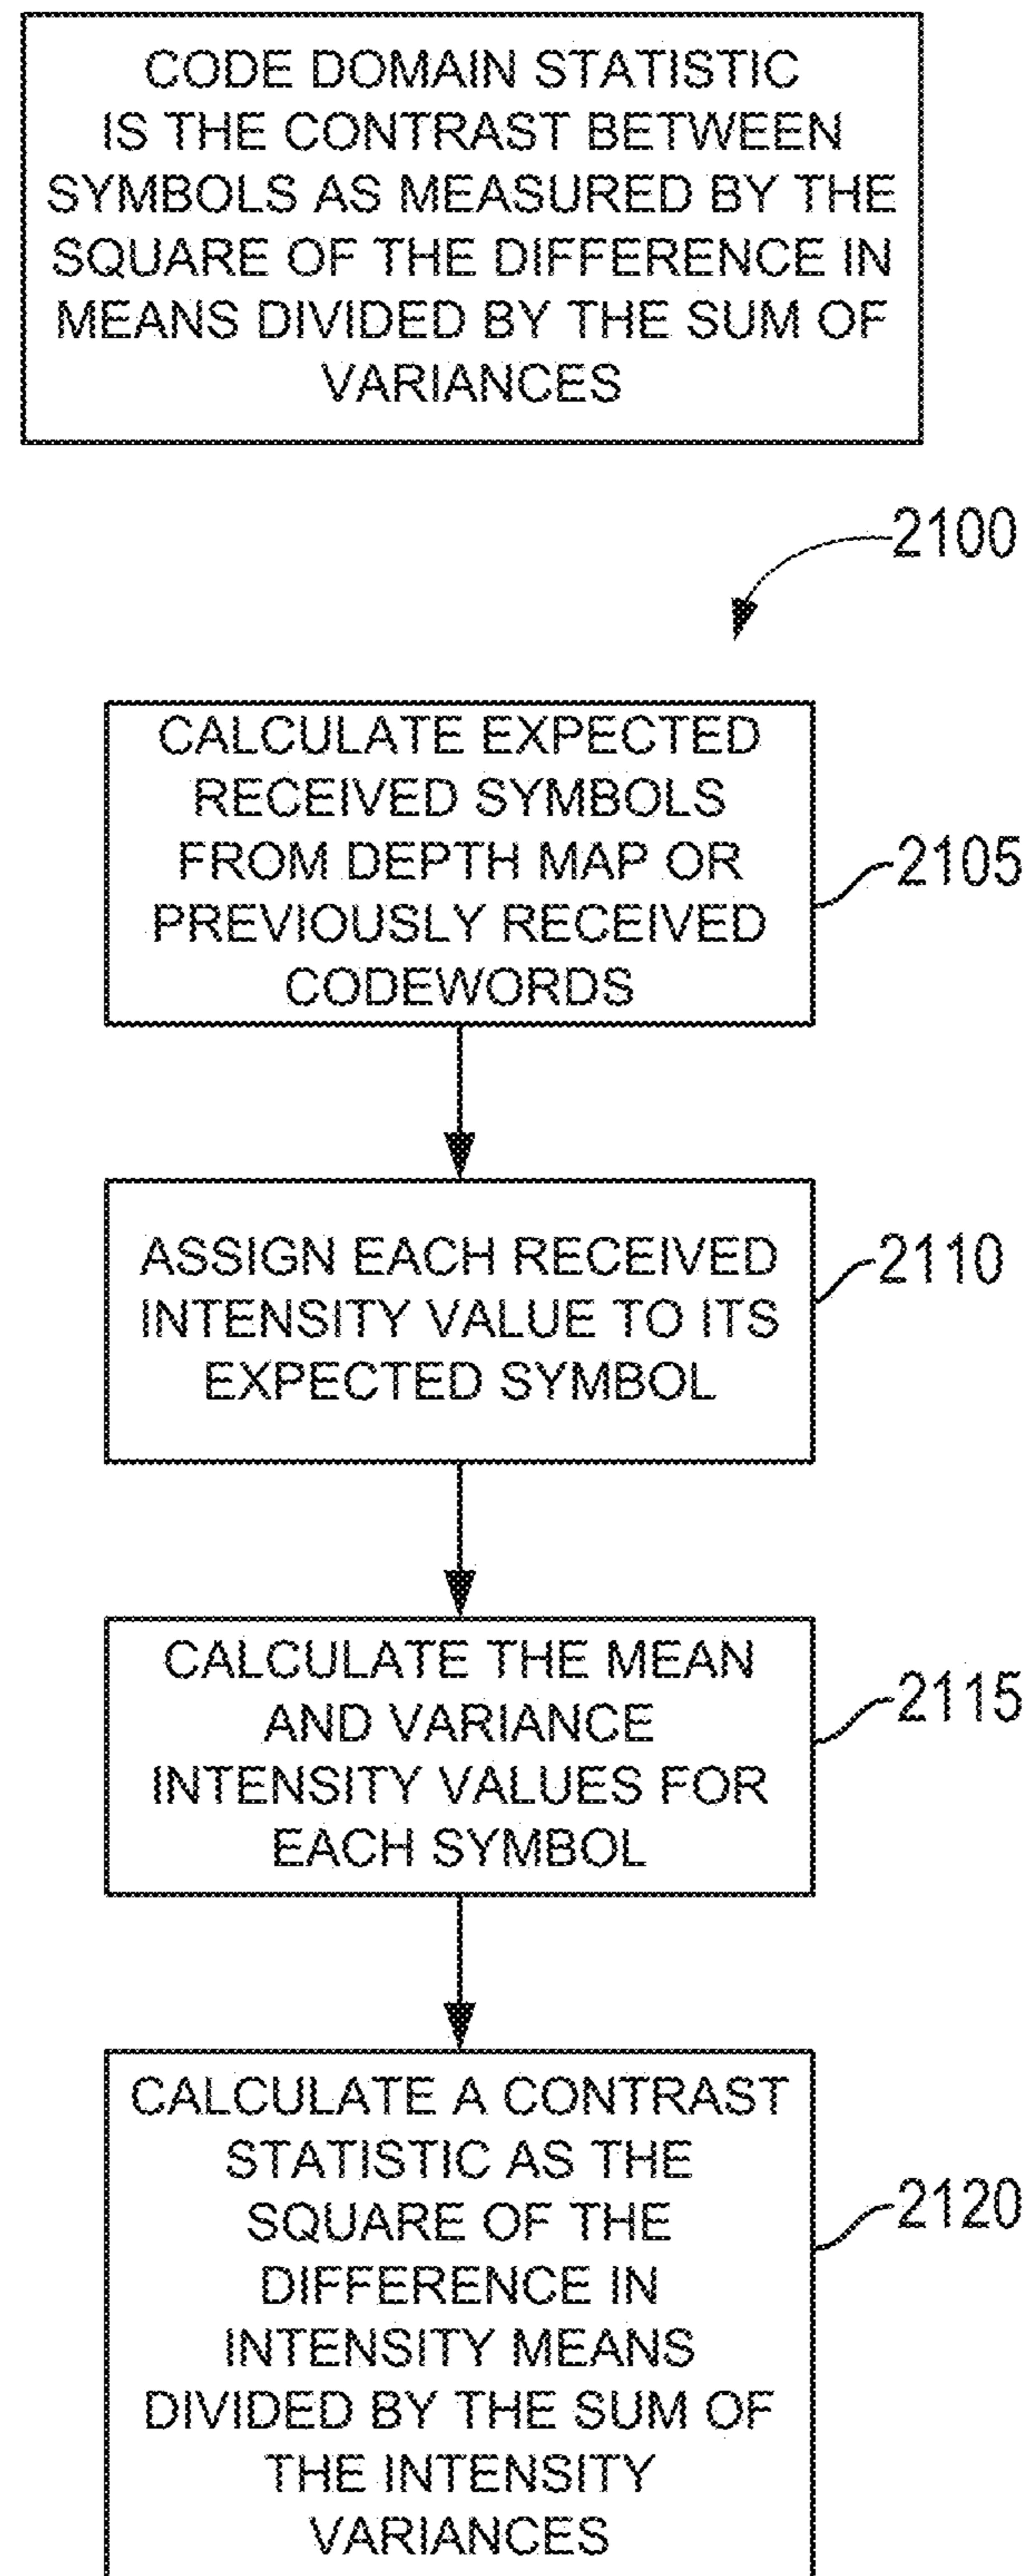 CODE DOMAIN STATISTIC
IS THE CONTRAST BETWEEN
SYMBOLS AS MEASURED BY THE
SQUARE OF THE DIFFERENCE IN
MEANS DIVIDED BY THE SUM OF
VARIANCES
2100
CALCULATE EXPECTED
RECEIVED SYMBOLS
FROM DEPTH MAP OR
PREVIOUSLY RECEIVED
CODEWORDS
2105
ASSIGN EACH RECEIVED
INTENSITY VALUE TO ITS
EXPECTED SYMBOL
2110
CALCULATE THE MEAN
AND VARIANCE
INTENSITY VALUES FOR
EACH SYMBOL
2115
CALCULATE A CONTRAST
STATISTIC AS THE
SQUARE OF THE
DIFFERENCE IN
INTENSITY MEANS
DIVIDED BY THE SUM OF
THE INTENSITY
VARIANCES
2120